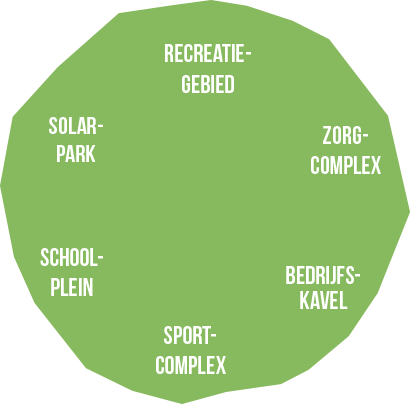 RECREATIE-
GEBIED
SOLAR-
PARK
ZORG-
COMPLEX
SCHOOL-
PLEIN
BEDRIJFS-
KAVEL
SPORT-
COMPLEX